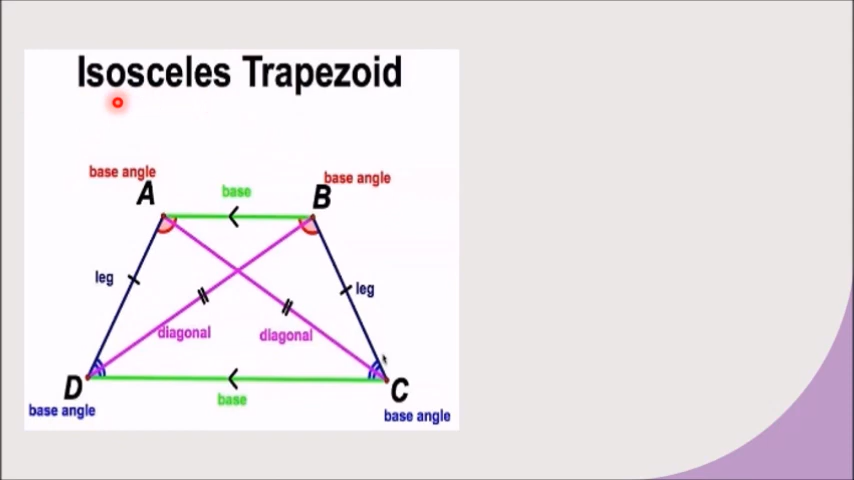 Isosceles Trapezoid
base angle
base angle
A
base
B
leg
leg
diagonal
diagonal
D
base
C
base angle
base angle